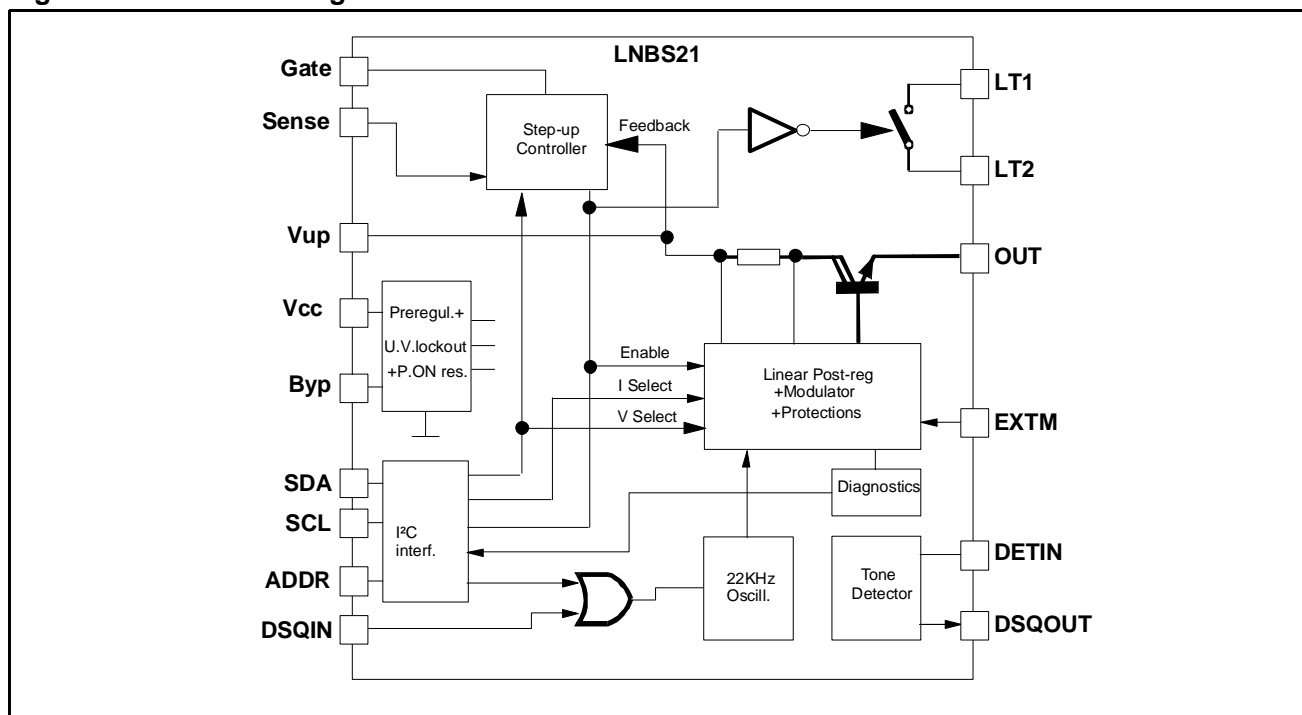 LNBS21
Gate
LT1
Sense
Step-up
Controller
Feedback
LT2
Vup
OUT
Vcc
Preregul.+
U.V.lockout
+P.ON res.
Byp
Enable
I Select
V Select
Linear Post-reg
+Modulator
+Protections
EXTM
SDA
SCL
ADDR
DSQIN
I²C
interf.
Diagnostics
22KHz
Oscill.
Tone
Detector
DETIN
DSQOUT